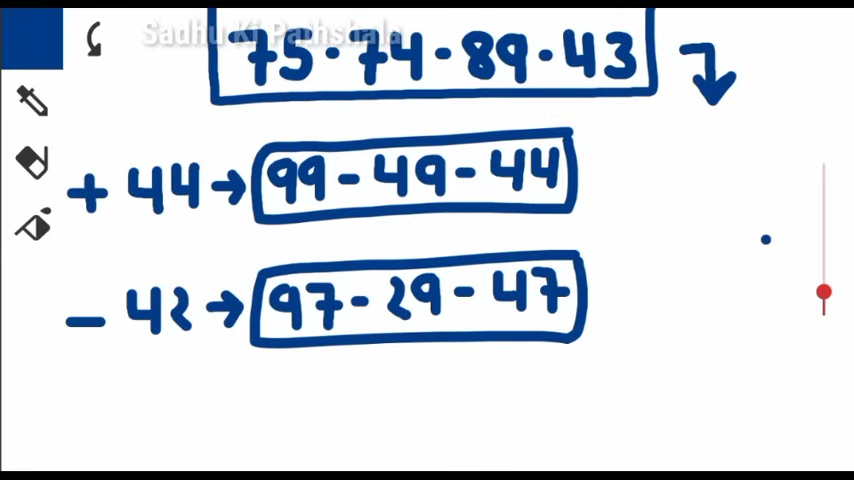 Sadhu Ki Pathshala
75 · 74 - 89 · 43
+ 44 → 99 - 49 - 44
- 42 → 97 - 29 - 47